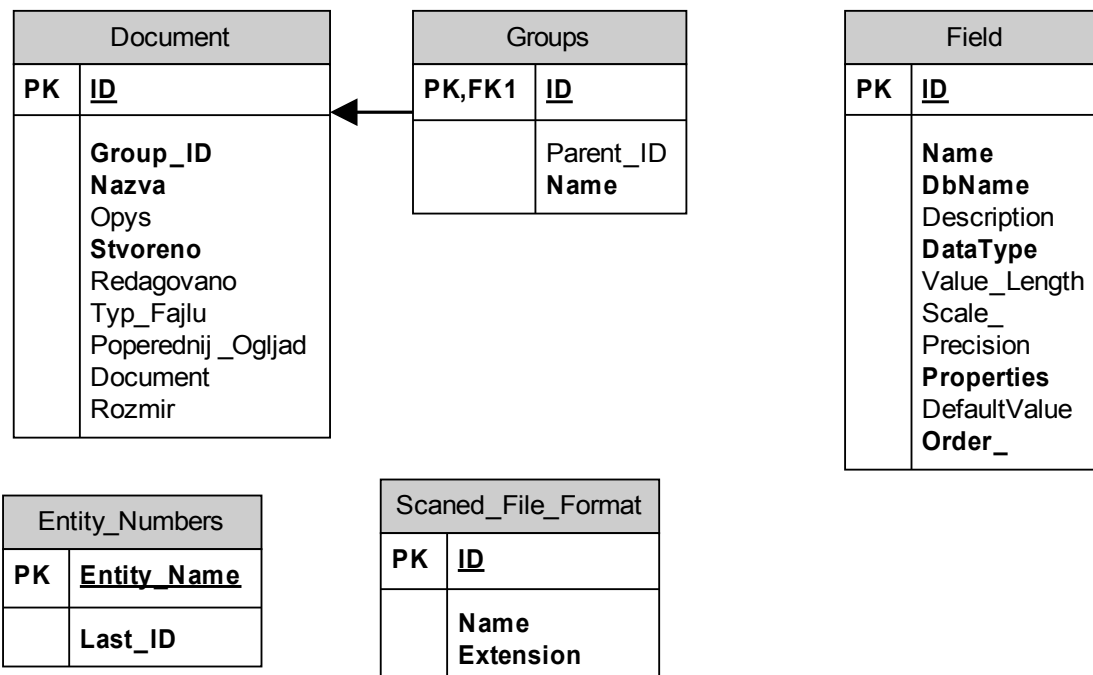 Document
PK ID
Group_ID
Nazva
Opys
Stvoreno
Redagovano
Typ_Fajlu
Poperednij _Ogljad
Document
Rozmir
Groups
PK,FK1 ID
Parent_ID
Name
Field
PK ID
Name
DbName
Description
DataType
Value_Length
Scale_
Precision
Properties
DefaultValue
Order_
Entity_Numbers
PK Entity_Name
Last_ID
Scaned_File_Format
PK ID
Name
Extension